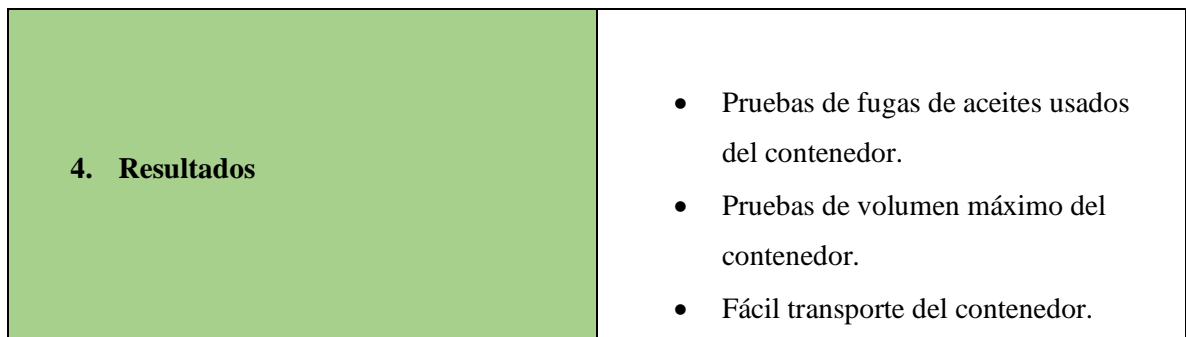 4. Resultados
• Pruebas de fugas de aceites usados
del contenedor.
• Pruebas de volumen máximo del
contenedor.
• Fácil transporte del contenedor.